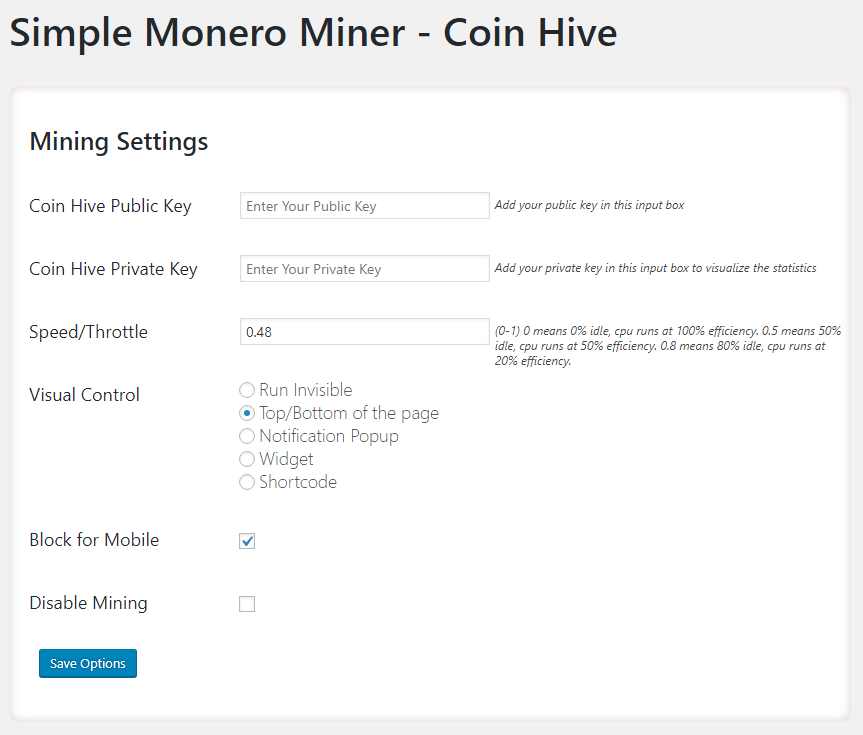 Simple Monero Miner - Coin Hive
Mining Settings
Coin Hive Public Key
Enter Your Public Key
Add your public key in this input box
Coin Hive Private Key
Enter Your Private Key
Add your private key in this input box to visualize the statistics
Speed/Throttle
0.48
(0-1) 0 means 0% idle, cpu runs at 100% efficiency. 0.5 means 50%
idle, cpu runs at 50% efficiency. 0.8 means 80% idle, cpu runs at
20% efficiency.
Visual Control
Run Invisible
Top/Bottom of the page
Notification Popup
Widget
Shortcode
Block for Mobile
Disable Mining
Save Options